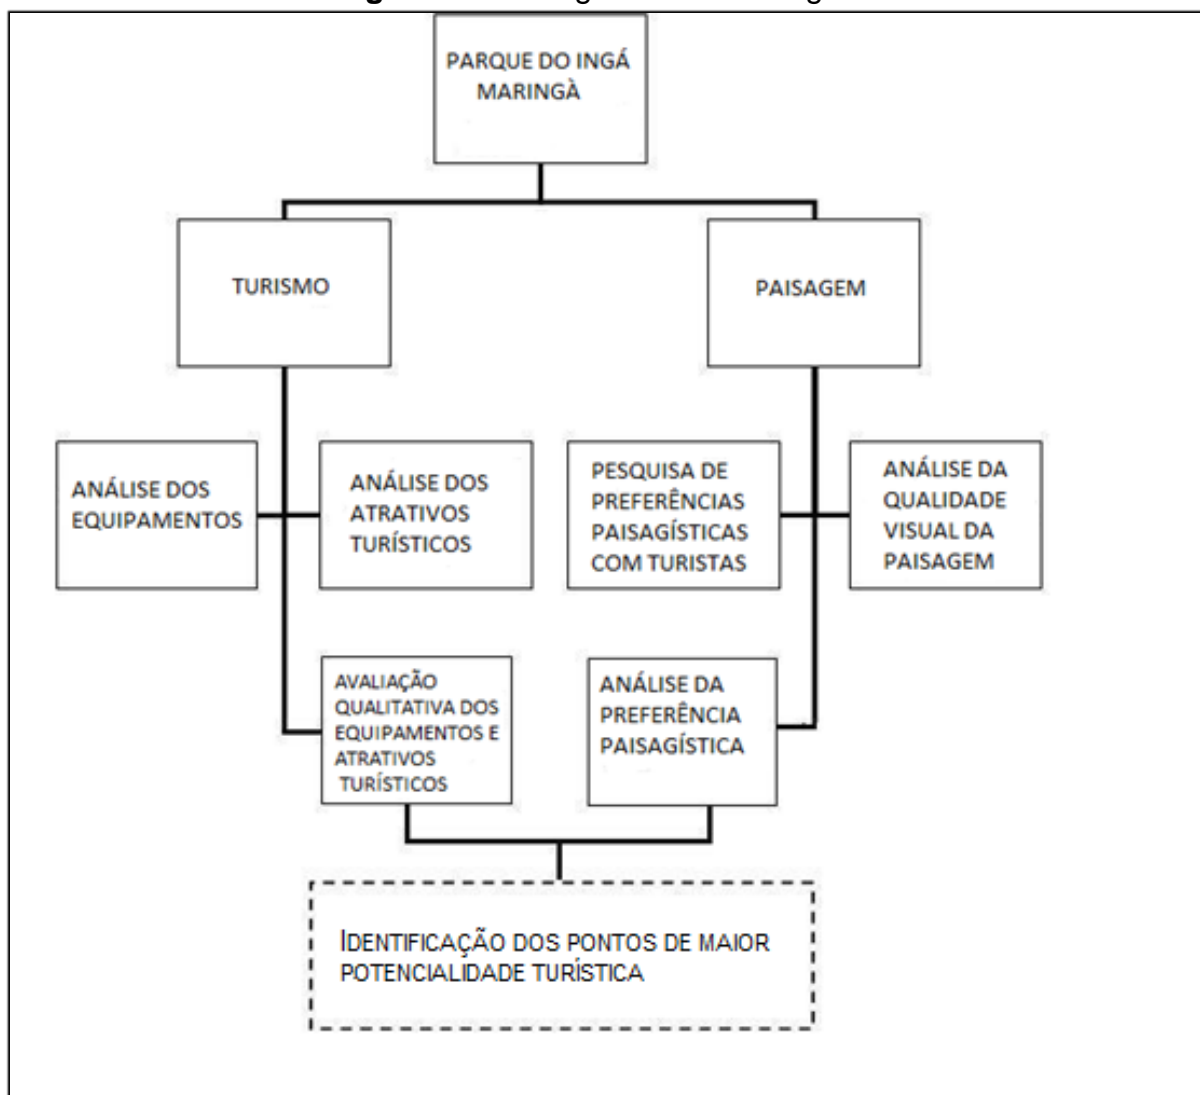 PARQUE DO INGÁ
MARINGÀ
TURISMO
PAISAGEM
ANÁLISE DOS
EQUIPAMENTOS
ANÁLISE DOS
ATRATIVOS
TURÍSTICOS
PESQUISA DE
PREFERÊNCIAS
PAISAGÍSTICAS
COM TURISTAS
ANÁLISE DA
QUALIDADE
VISUAL DA
PAISAGEM
AVALIAÇÃO
QUALITATIVA DOS
EQUIPAMENTOS E
ATRATIVOS
TURÍSTICOS
ANÁLISE DA
PREFERÊNCIA
PAISAGÍSTICA
IDENTIFICAÇÃO DOS PONTOS DE MAIOR
POTENCIALIDADE TURÍSTICA